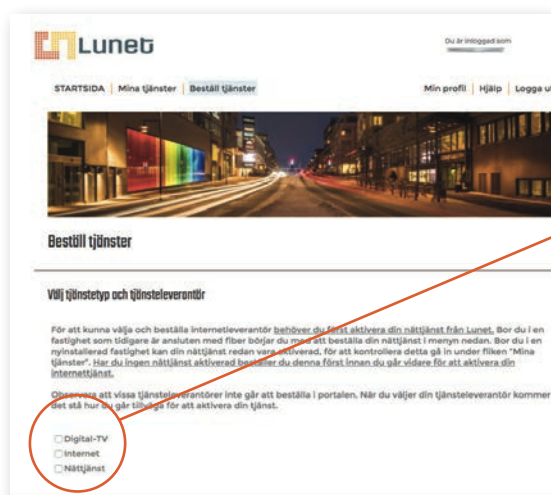 Lunet
Du är inloggad som
STARTSIDA | Mina tjänster | Beställ tjänster
Min profil | Hjälp | Logga ut
Beställ tjänster
Välj tjänstetyp och tjänsteleverantör
För att kunna välja och beställa internetleverantör behöver du först aktivera din nättjänst från Lunet. Bor du i en
fastighet som tidigare är ansluten med fiber börjar du med att beställa din nättjänst i menyn nedan. Bor du i en
nyinstallerad fastighet kan din nättjänst redan vara aktiverad, för att kontrollera detta gå in under fliken "Mina
tjänster". Har du ingen nättjänst aktiverad beställer du denna först innan du går vidare för att aktivera din
internettjänst.
Observera att vissa tjänsteleverantörer inte går att beställa i portalen. När du väljer din tjänsteleverantör kommer
det stå hur du går tillväga för att aktivera din tjänst.
Digital-TV
Internet
Nättjänst